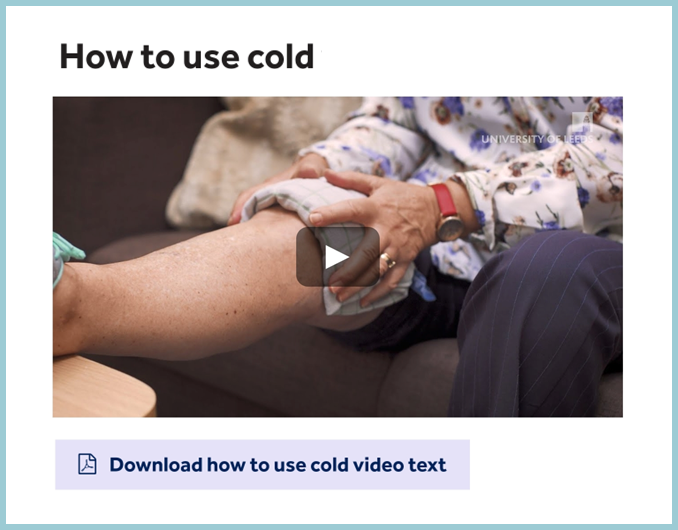 How to use cold
UNIVERSITY OF LEEDS
Download how to use cold video text